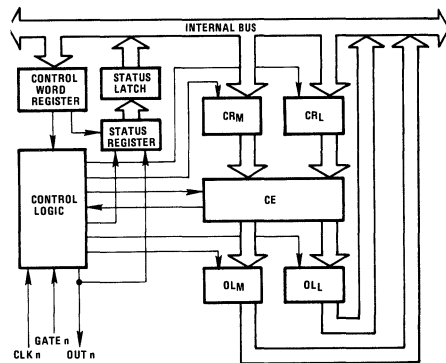 INTERNAL BUS
CONTROL
WORD
REGISTER
STATUS
LATCH
STATUS
REGISTER
CRM
CRL
CONTROL
LOGIC
CE
OLM
OLL
CLK n
GATE n
OUT n